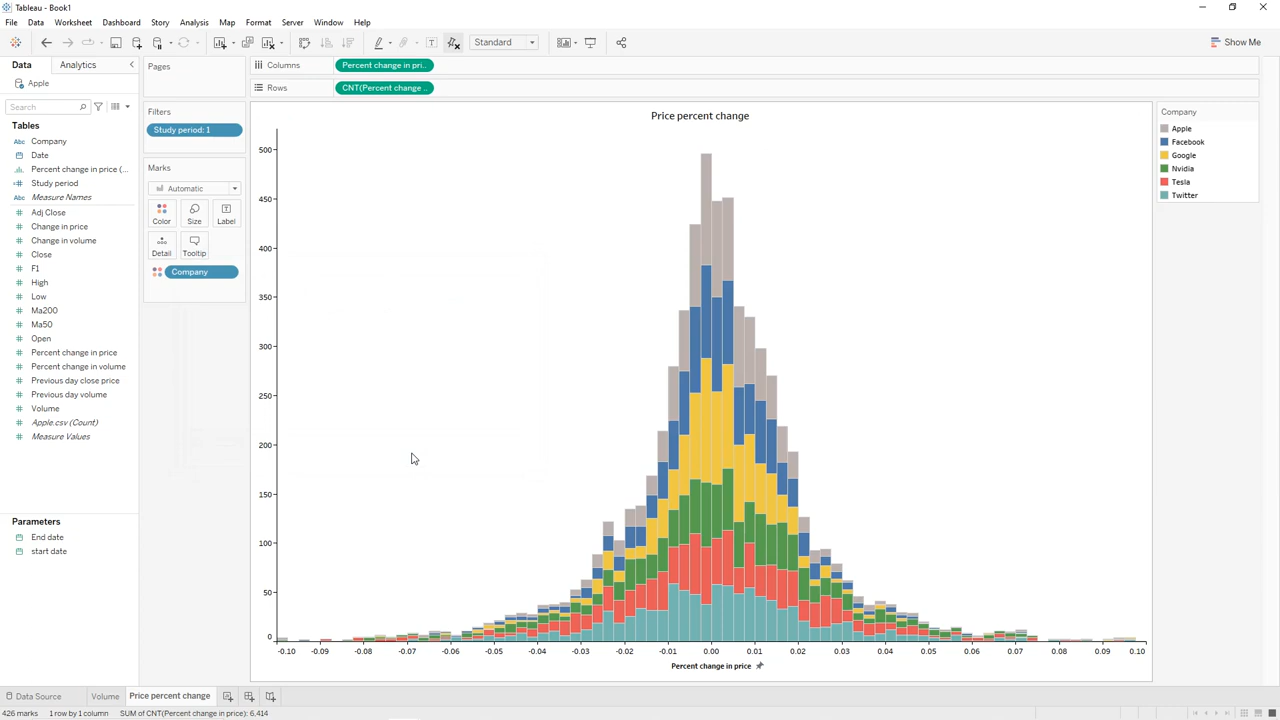 Tableau - Book1
File Data Worksheet Dashboard Story Analysis Map Format Server Window Help
Standard
Show Me
Data Analytics
Apple
Search
Tables
Abc Company
Date
Percent change in price (...
Study period
Abc Measure Names
Adj Close
Change in price
Change in volume
Close
F1
High
Low
Ma200
Ma50
Open
Percent change in price
Percent change in volume
Previous day close price
Previous day volume
Volume
Apple.csv (Count)
Measure Values
Parameters
End date
start date
Pages
Filters
Study period: 1
Marks
Automatic
Color Size Label
Detail Tooltip
Company
Columns Percent change in pri..
Rows CNT(Percent change ..
Price percent change
500
450
400
350
300
250
200
150
100
50
0
-0.10 -0.09 -0.08 -0.07 -0.06 -0.05 -0.04 -0.03 -0.02 -0.01 0.00 0.01 0.02 0.03 0.04 0.05 0.06 0.07 0.08 0.09 0.10
Percent change in price
Company
Apple
Facebook
Google
Nvidia
Tesla
Twitter
Data Source Volume Price percent change
426 marks 1 row by 1 column SUM of CNT(Percent change in price): 6,414